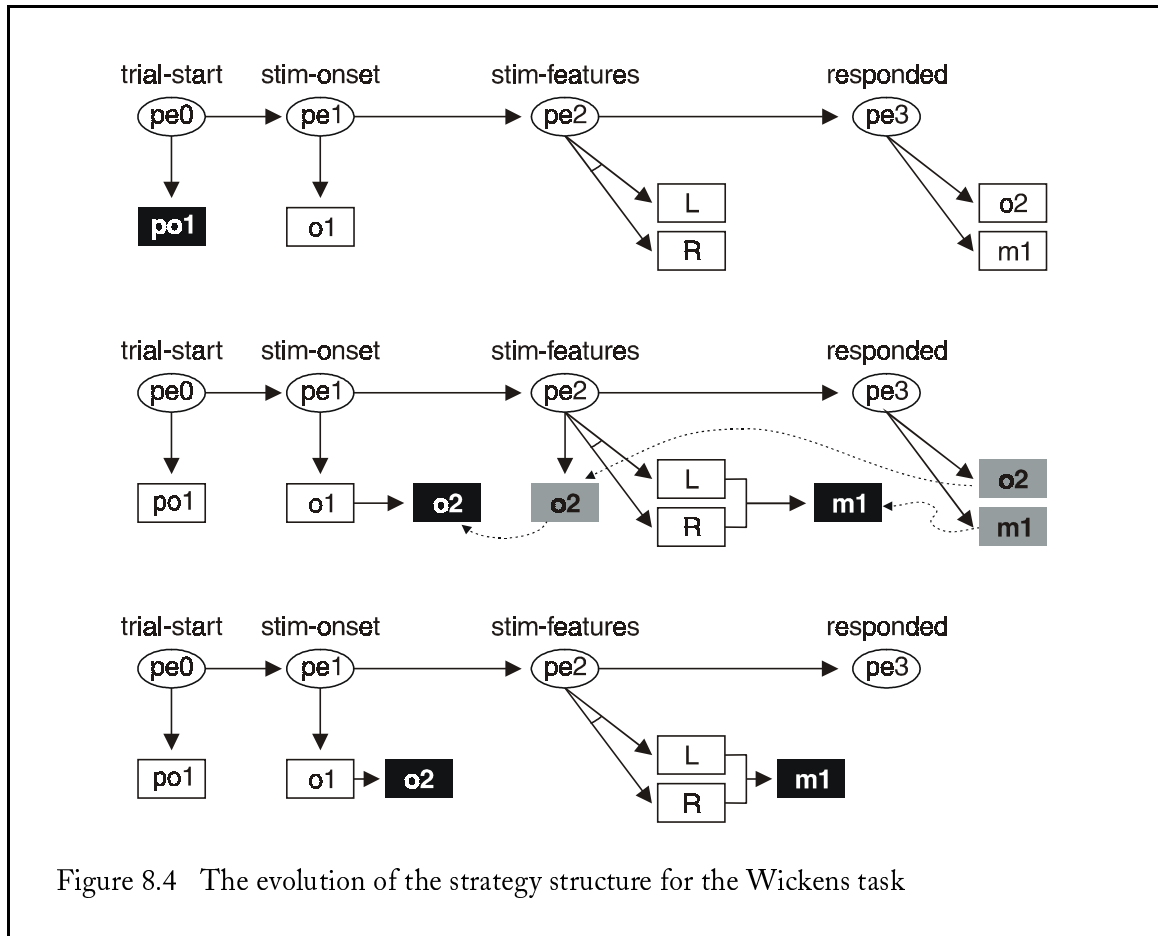 trial-start stim-onset stim-features responded
pe0 pe1 pe2 pe3
L o2
po1 o1
R m1
trial-start stim-onset stim-features responded
pe0 pe1 pe2 pe3
L o2
po1 o1 o2 o2 m1
R m1
trial-start stim-onset stim-features responded
pe0 pe1 pe2 pe3
L
po1 o1 o2 m1
R
Figure 8.4 The evolution of the strategy structure for the Wickens task